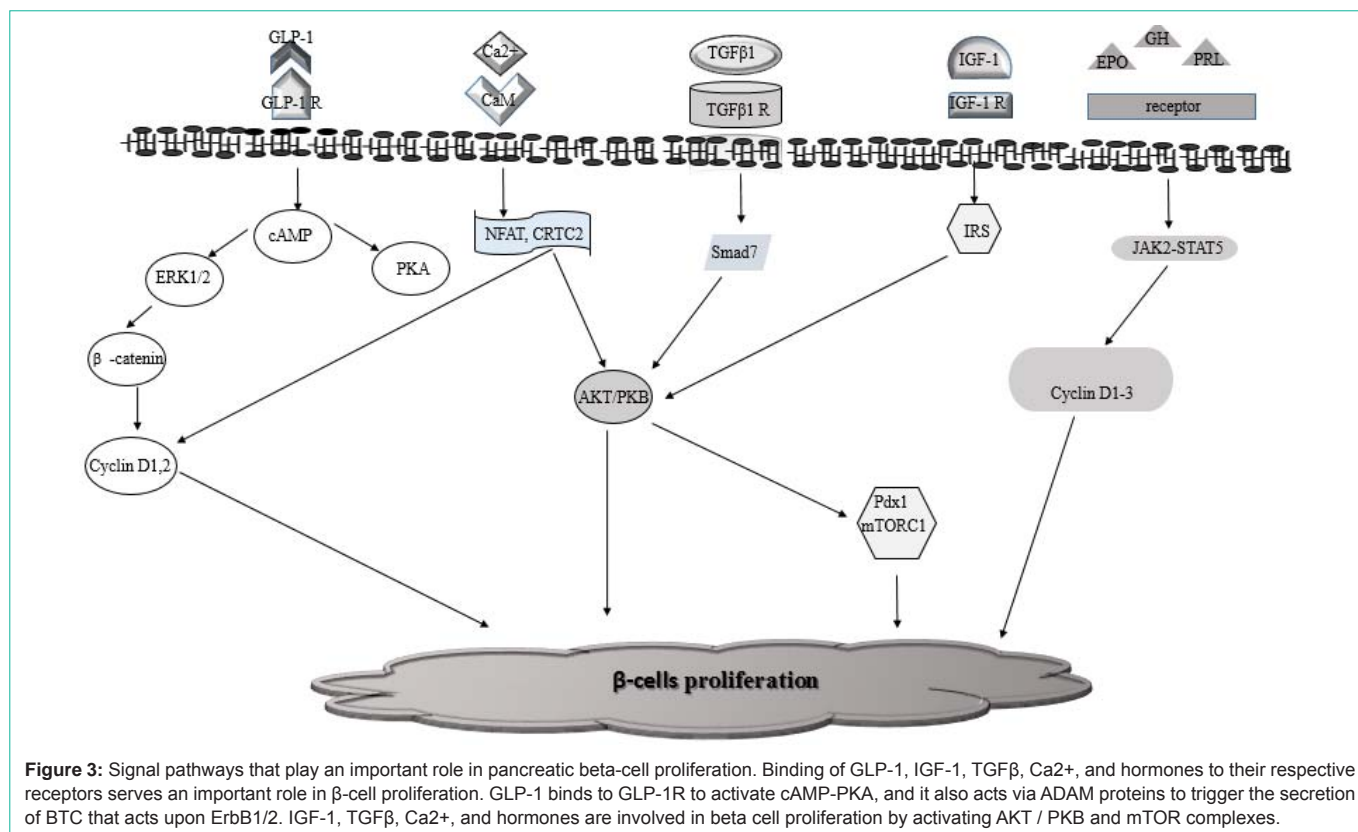 GLP-1
GLP-1 R
Ca2+
CaM
TGFβ1
TGFβ1 R
IGF-1
IGF-1 R
GH
EPO
PRL
receptor
cAMP
ERK1/2
PKA
β -catenin
Cyclin D1,2
NFAT, CRTC2
Smad7
IRS
JAK2-STAT5
AKT/PKB
Cyclin D1-3
Pdx1
mTORC1
β-cells proliferation
Figure 3: Signal pathways that play an important role in pancreatic beta-cell proliferation. Binding of GLP-1, IGF-1, TGFβ, Ca2+, and hormones to their respective
receptors serves an important role in β-cell proliferation. GLP-1 binds to GLP-1R to activate cAMP-PKA, and it also acts via ADAM proteins to trigger the secretion
of BTC that acts upon ErbB1/2. IGF-1, TGFβ, Ca2+, and hormones are involved in beta cell proliferation by activating AKT / PKB and mTOR complexes.